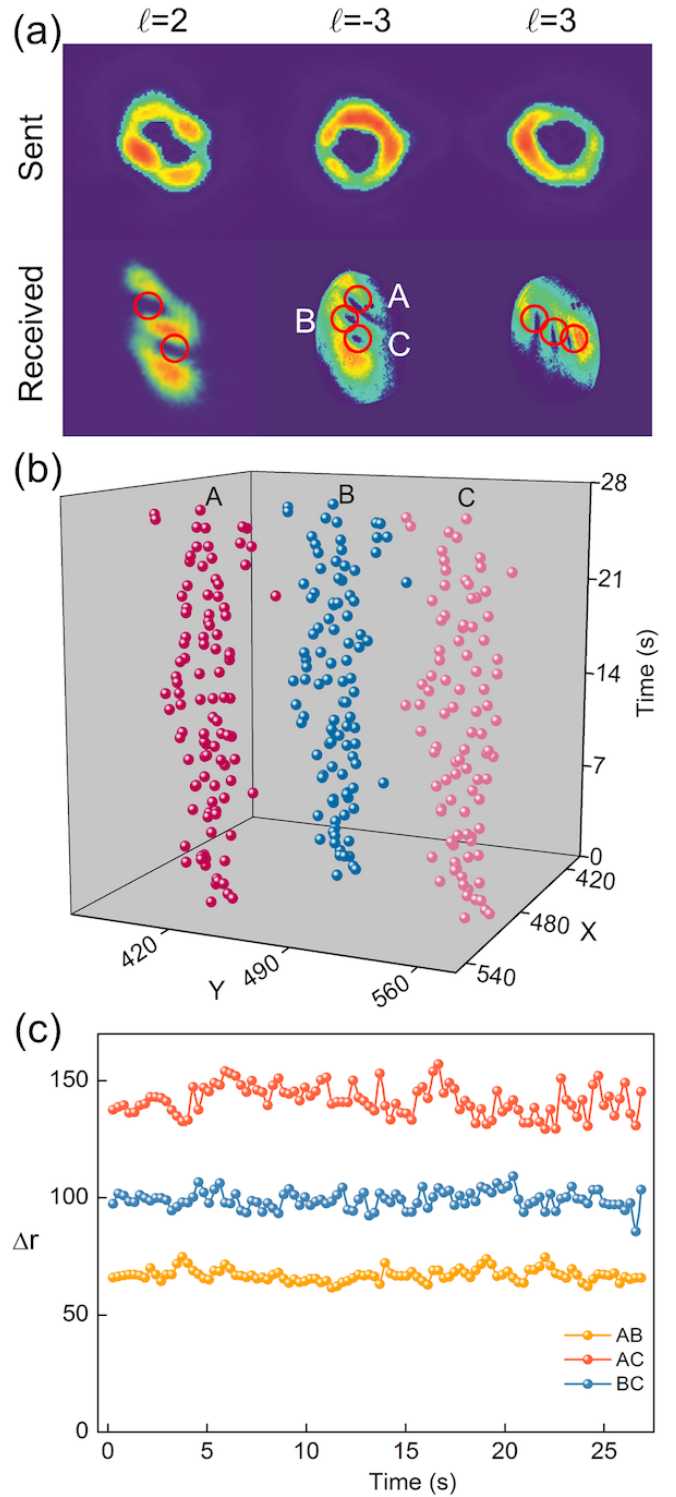 (a) ℓ=2 ℓ=-3 ℓ=3
Sent
Received
A
B
C
(b)
A B C
28
21
14
7
0
Time (s)
420
480
540
X
420
490
560
Y
(c)
150
100
50
0
Δr
AB
AC
BC
0 5 10 15 20 25
Time (s)